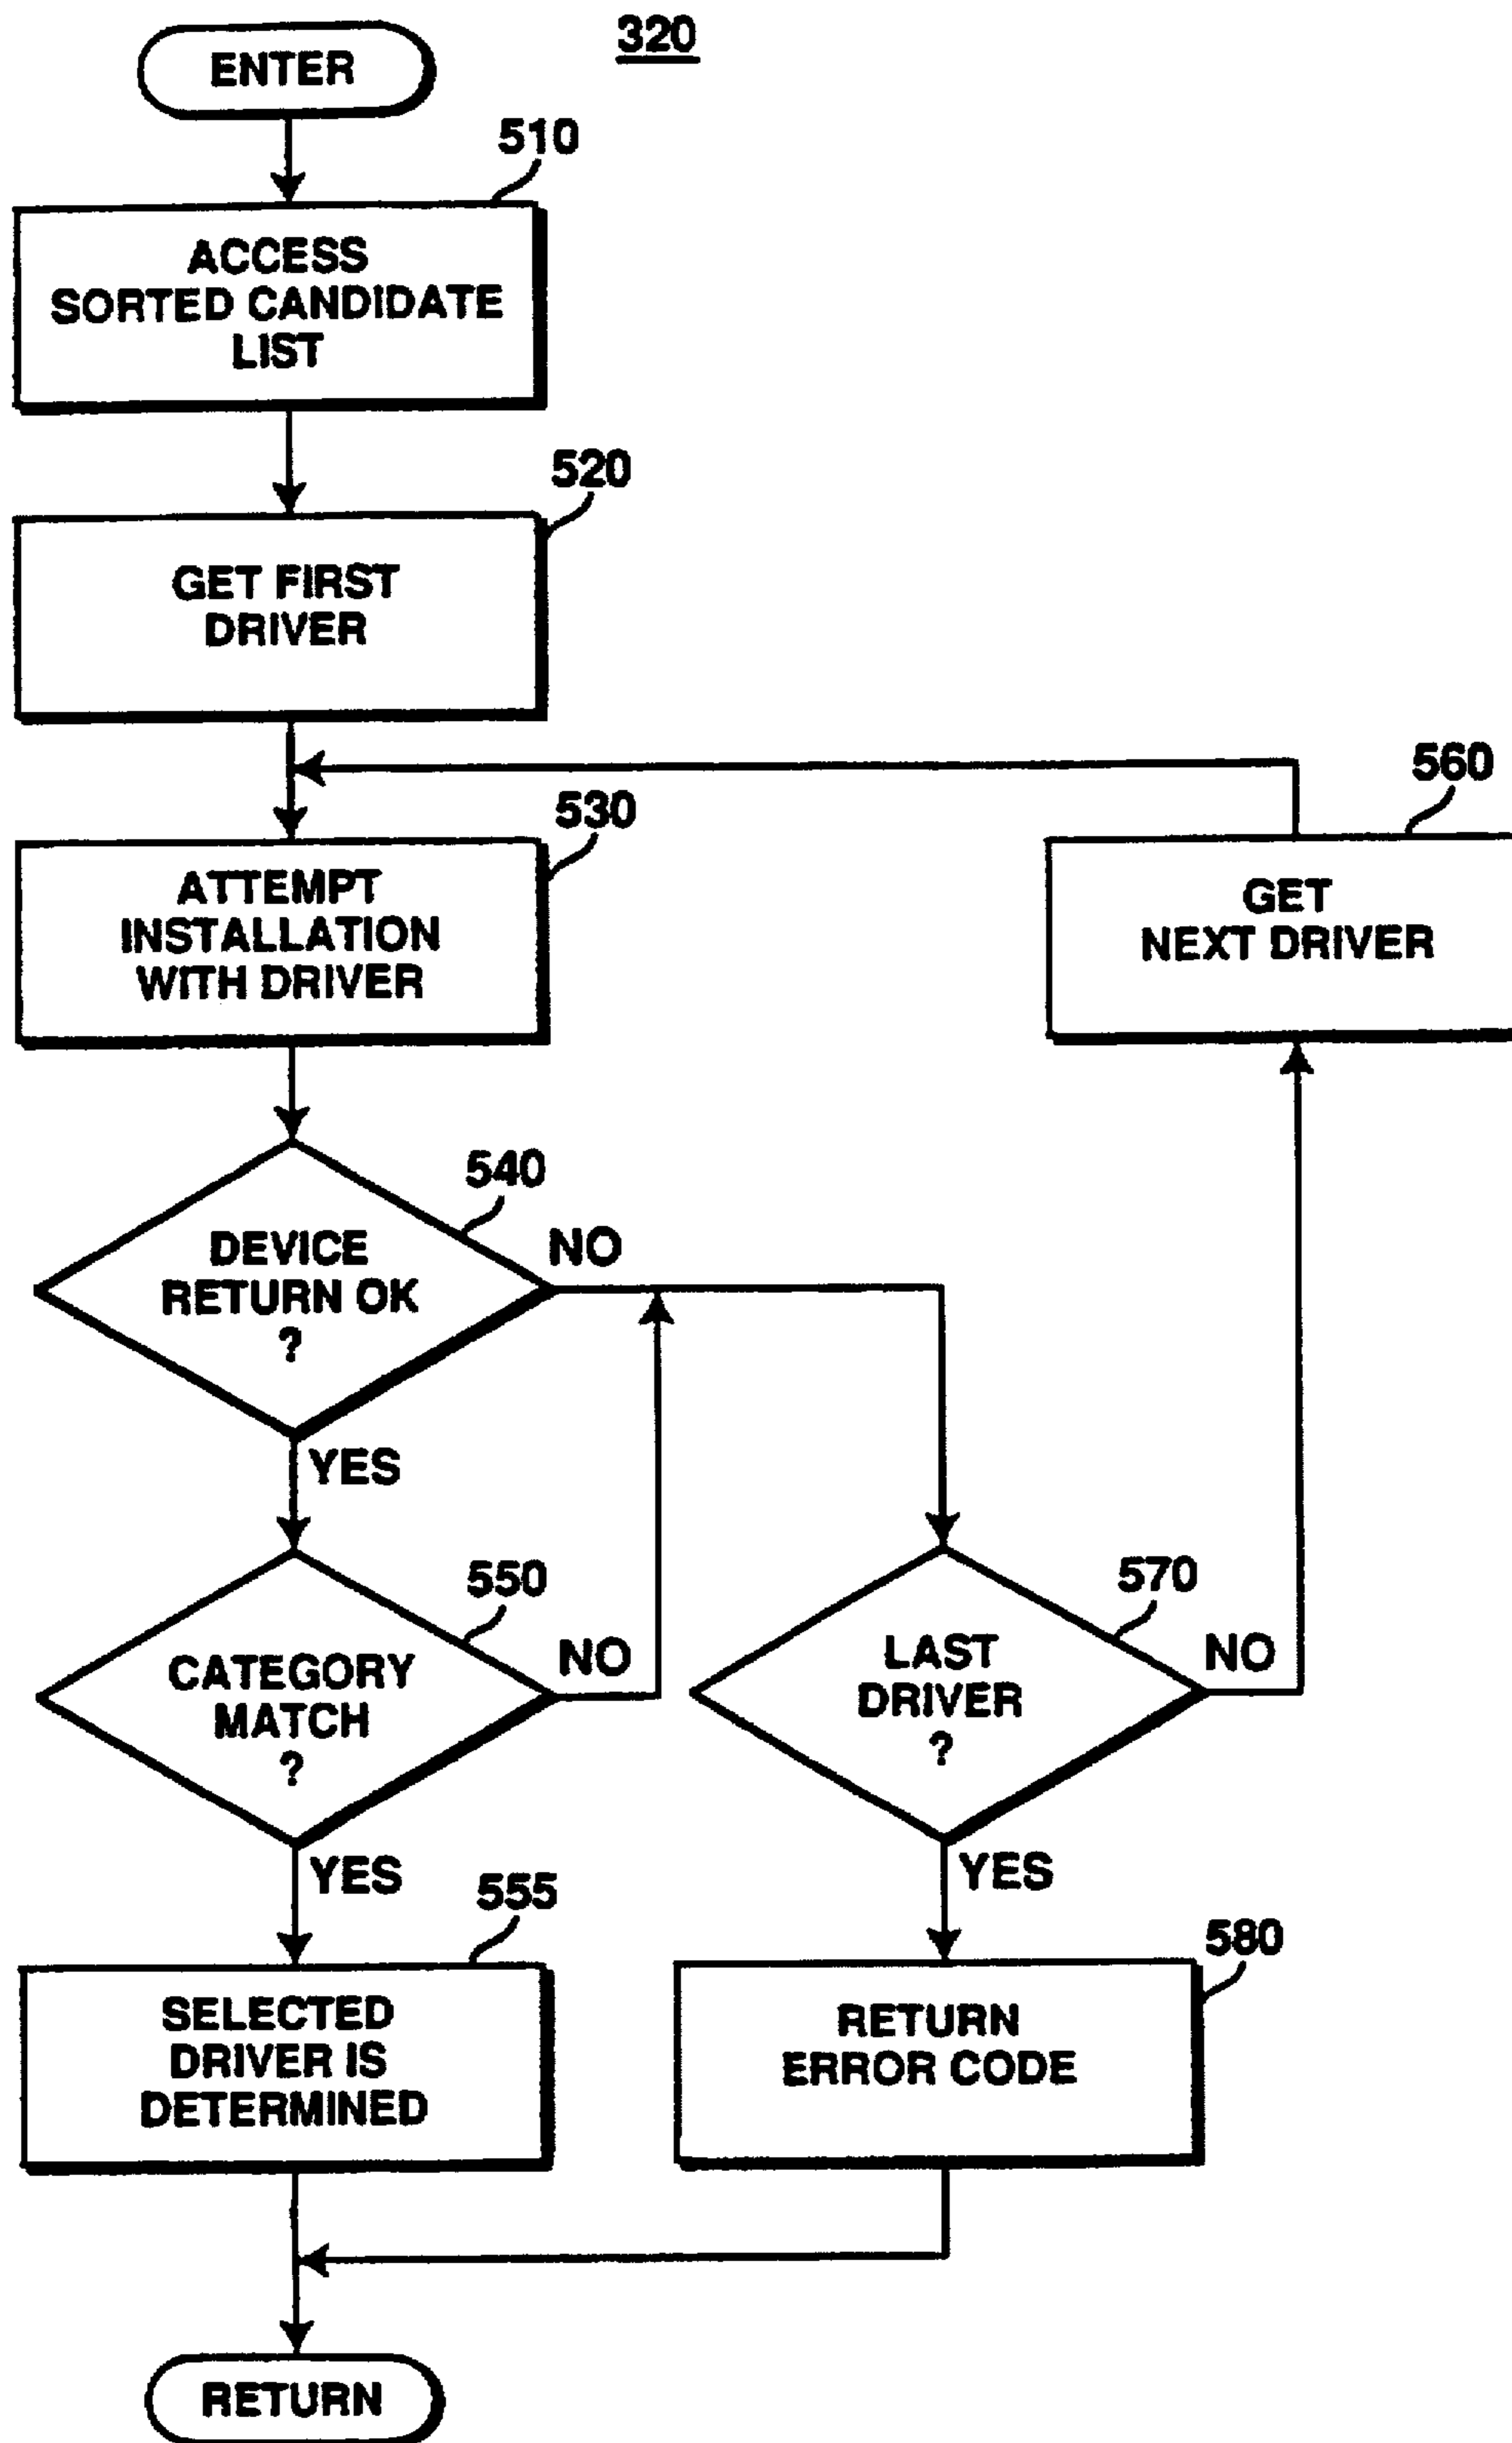 320
ENTER
510
ACCESS
SORTED CANDIDATE
LIST
520
GET FIRST
DRIVER
530
ATTEMPT
INSTALLATION
WITH DRIVER
560
GET
NEXT DRIVER
540
DEVICE
RETURN OK
?
NO
YES
550
CATEGORY
MATCH
?
NO
YES
570
LAST
DRIVER
?
NO
YES
555
SELECTED
DRIVER IS
DETERMINED
580
RETURN
ERROR CODE
RETURN